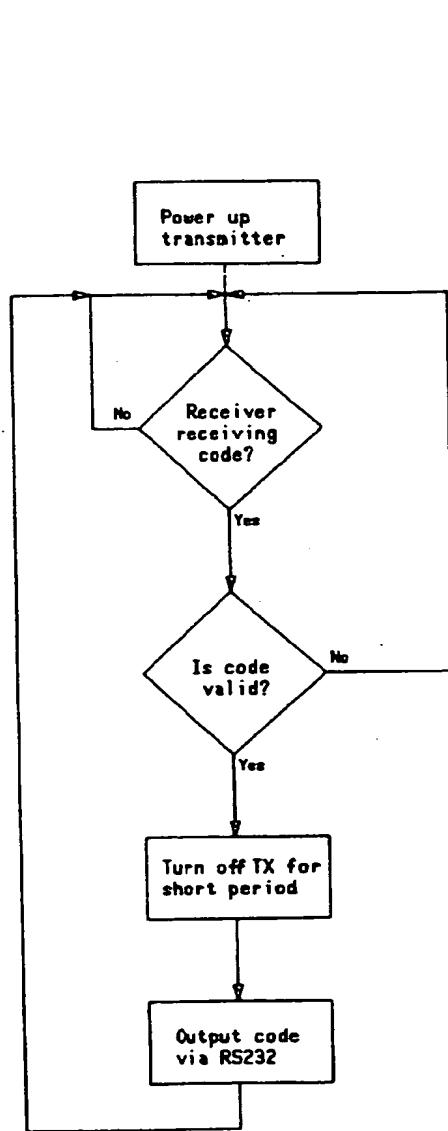 Power up
transmitter
No
Receiver
receiving
code?
Yes
Is code
valid?
No
Yes
Turn off TX for
short period
Output code
via RS232